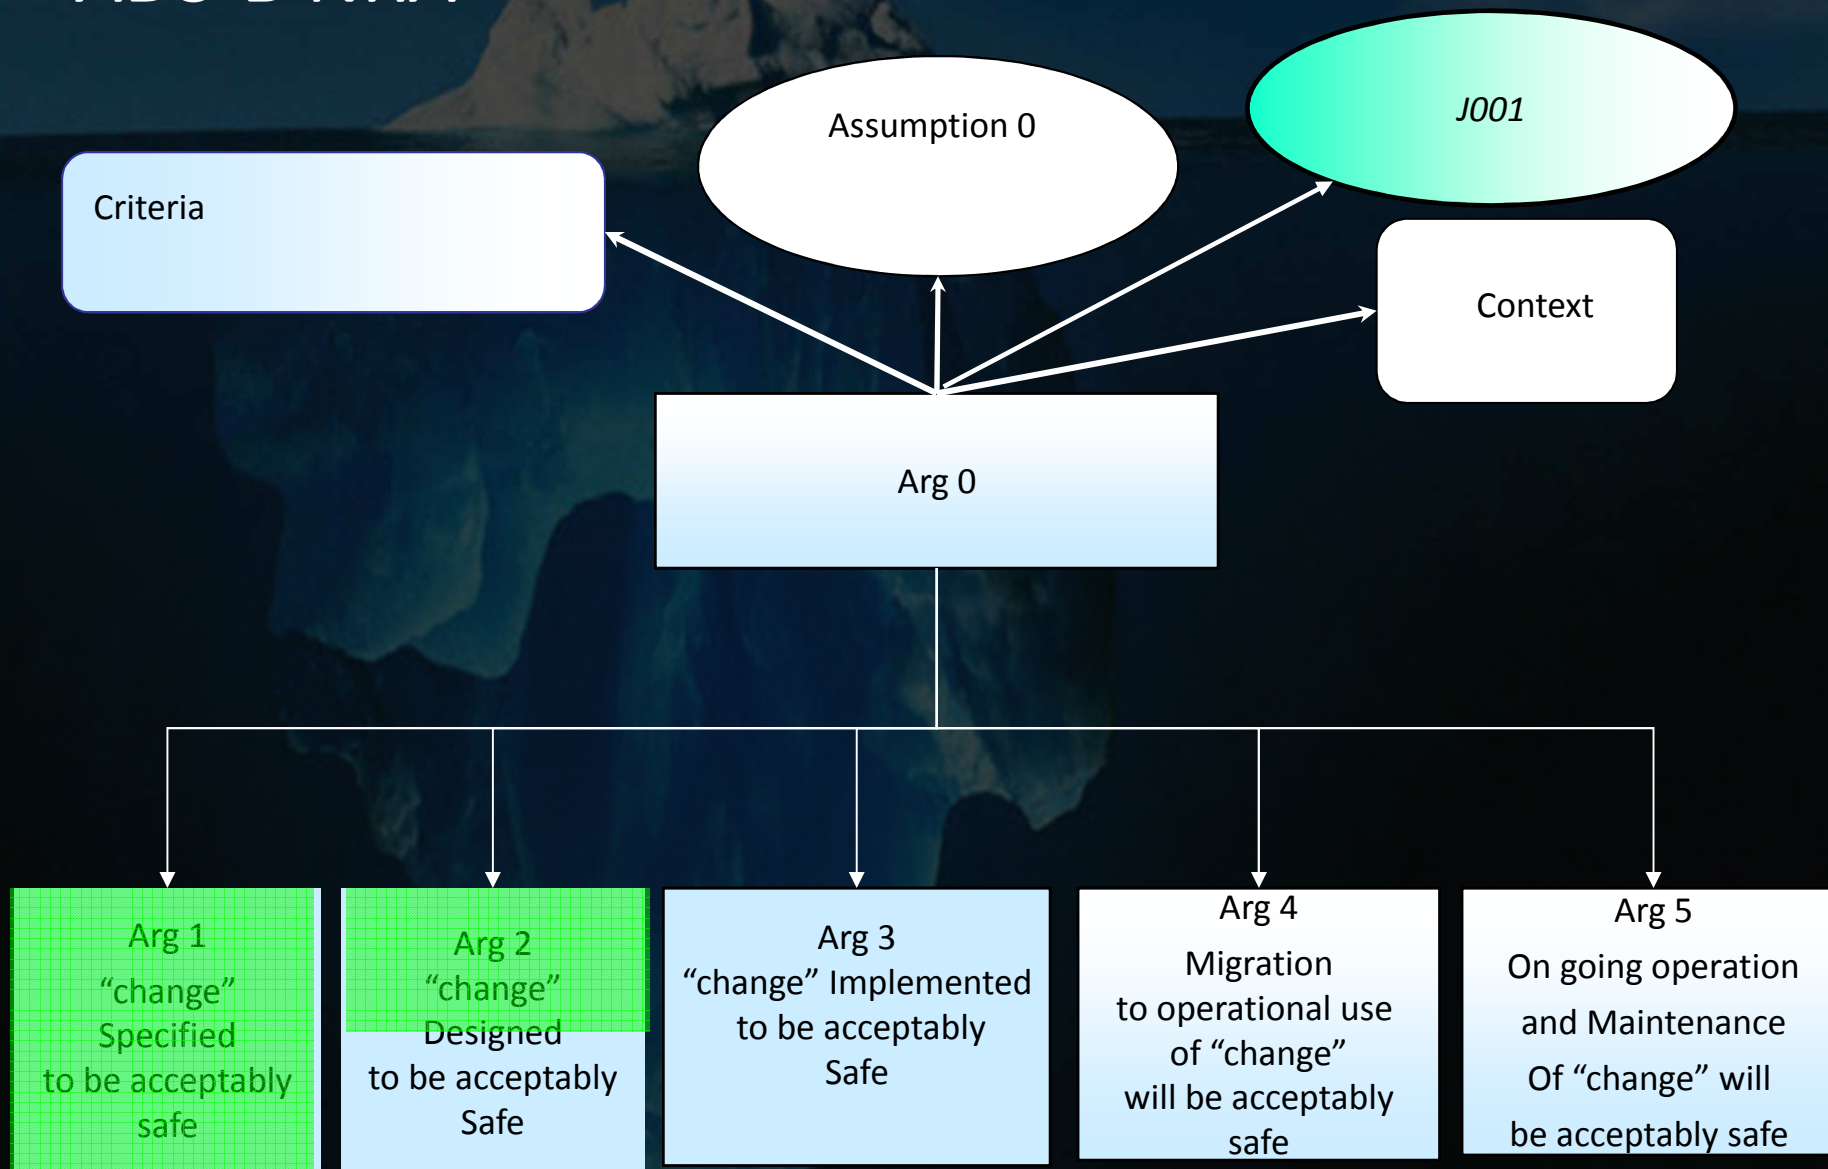 Assumption 0
J001
Criteria
Context
Arg 0
Arg 1
“change”
Specified
to be acceptably
safe
Arg 2
“change”
Designed
to be acceptably
Safe
Arg 3
“change” Implemented
to be acceptably
Safe
Arg 4
Migration
to operational use
of “change”
will be acceptably
safe
Arg 5
On going operation
and Maintenance
Of “change” will
be acceptably safe